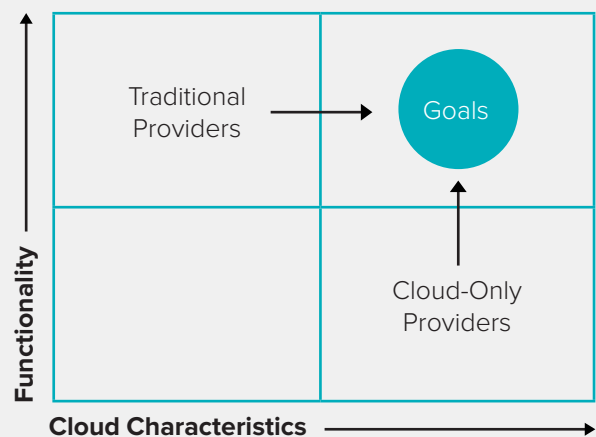 Traditional
Providers
Goals
Cloud-Only
Providers
Functionality
Cloud Characteristics